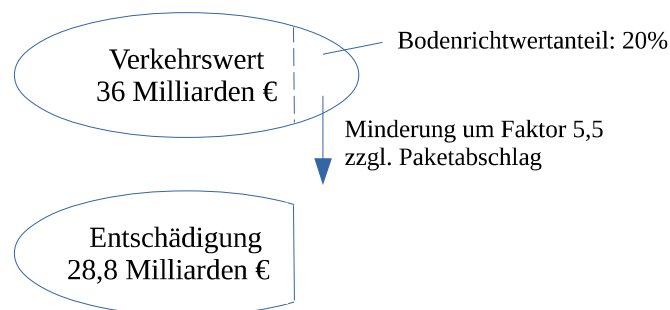 Verkehrswert
36 Milliarden €
Bodenrichtwertanteil: 20%
Minderung um Faktor 5,5
zzgl. Paketabschlag
Entschädigung
28,8 Milliarden €